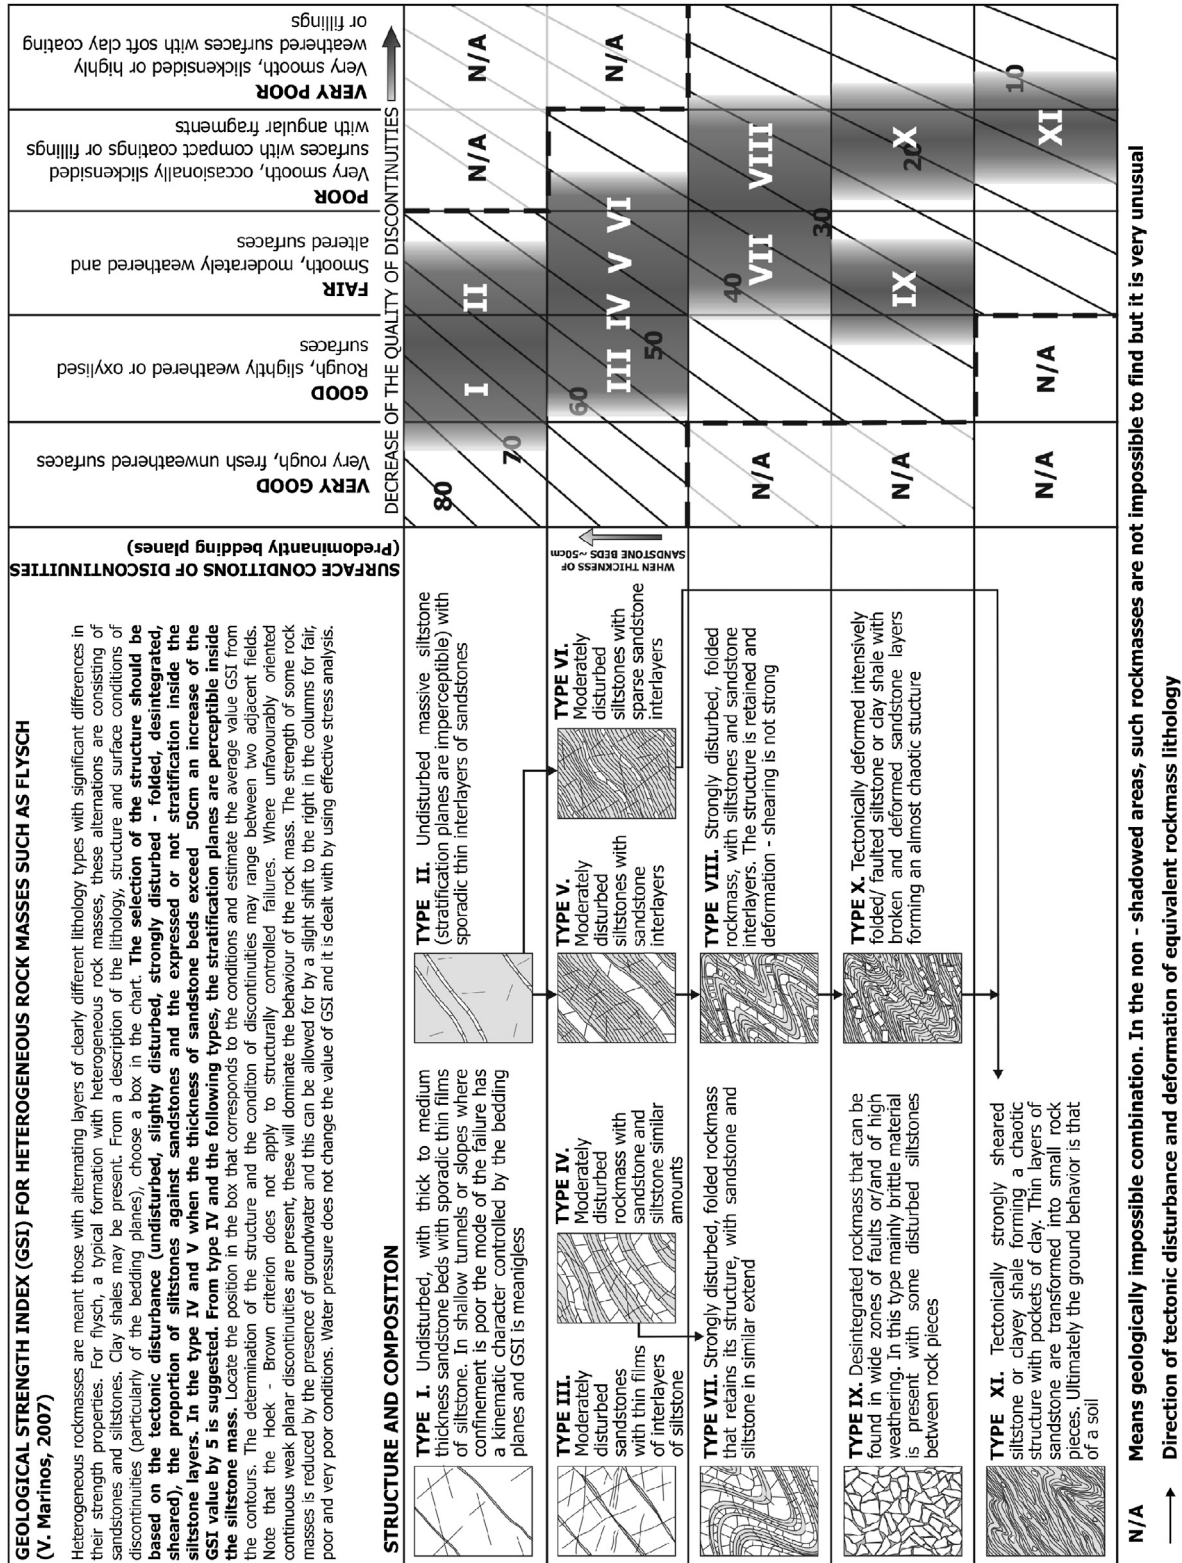 GEOLOGICAL STRENGTH INDEX (GSI) FOR HETEROGENEOUS ROCK MASSES SUCH AS FLYSCH
(V. Marinos, 2007)
Heterogeneous rockmasses are meant those with alternating layers of clearly different lithology types with significant differences in
their strength properties. For flysch, a typical formation with heterogeneous rock masses, these alternations are consisting of
sandstones and siltstones. Clay shales may be present. From a description of the lithology, structure and surface conditions of
discontinuities (particularly of the bedding planes), choose a box in the chart. The selection of the structure should be
based on the tectonic disturbance (undisturbed, slightly disturbed, strongly disturbed - folded, desintegrated,
sheared), the proportion of siltstones against sandstones and the expressed or not stratification inside the
siltstone layers. In the type IV and V when the thickness of sandstone beds exceed 50cm an increase of the
GSI value by 5 is suggested. From type IV and the following types, the stratification planes are perceptible inside
the siltstone mass. Locate the position in the box that corresponds to the conditions and estimate the average value GSI from
the contours. The determination of the structure and the conditon of discontinuities may range between two adjacent fields.
Note that the Hoek - Brown criterion does not apply to structurally controlled failures. Where unfavourably oriented
continuous weak planar discontinuities are present, these will dominate the behaviour of the rock mass. The strength of some rock
masses is reduced by the presence of groundwater and this can be allowed for by a slight shift to the right in the columns for fair,
poor and very poor conditions. Water pressure does not change the value of GSI and it is dealt with by using effective stress analysis.
STRUCTURE AND COMPOSITION
SURFACE CONDITIONS OF DISCONTINUITIES
(Predominantly bedding planes)
VERY GOOD
Very rough, fresh unweathered surfaces
GOOD
Rough, slightly weathered or oxylised
surfaces
FAIR
Smooth, moderately weathered and
altered surfaces
POOR
Very smooth, occasionally slickensided
surfaces with compact coatings or fillings
with angular fragments
VERY POOR
Very smooth, slickensided or highly
weathered surfaces with soft clay coating
or fillings
DECREASE OF THE QUALITY OF DISCONTINUITIES
TYPE I. Undisturbed, with thick to medium
thickness sandstone beds with sporadic thin films
of siltstone. In shallow tunnels or slopes where
confinement is poor the mode of the failure has
a kinematic character controlled by the bedding
planes and GSI is meanigless
TYPE II. Undisturbed massive siltstone
(stratification planes are imperceptible) with
sporadic thin interlayers of sandstones
80
70
I
II
N/A
N/A
TYPE III.
Moderately
disturbed
sandstones
with thin films
of interlayers
of siltstone
TYPE IV.
Moderately
disturbed
rockmass with
sandstone and
siltstone similar
amounts
TYPE V.
Moderately
disturbed
siltstones with
sandstone
interlayers
TYPE VI.
Moderately
disturbed
siltstones with
sparse sandstone
interlayers
WHEN THICKNESS OF
SANDSTONE BEDS ~50cm
60
50
III IV V VI
N/A
TYPE VII. Strongly disturbed, folded rockmass
that retains its structure, with sandstone and
siltstone in similar extend
TYPE VIII. Strongly disturbed, folded
rockmass, with siltstones and sandstone
interlayers. The structure is retained and
deformation - shearing is not strong
N/A
40
VII
30
VIII
TYPE IX. Desintegrated rockmass that can be
found in wide zones of faults or/and of high
weathering. In this type mainly brittle material
is present with some disturbed siltstones
between rock pieces
TYPE X. Tectonically deformed intensively
folded/ faulted siltstone or clay shale with
broken and deformed sandstone layers
forming an almost chaotic stucture
N/A
IX
20
X
TYPE XI. Tectonically strongly sheared
siltstone or clayey shale forming a chaotic
structure with pockets of clay. Thin layers of
sandstone are transformed into small rock
pieces. Ultimately the ground behavior is that
of a soil
N/A
N/A
XI
10
N/A Means geologically impossible combination. In the non - shadowed areas, such rockmasses are not impossible to find but it is very unusual
Direction of tectonic disturbance and deformation of equivalent rockmass lithology